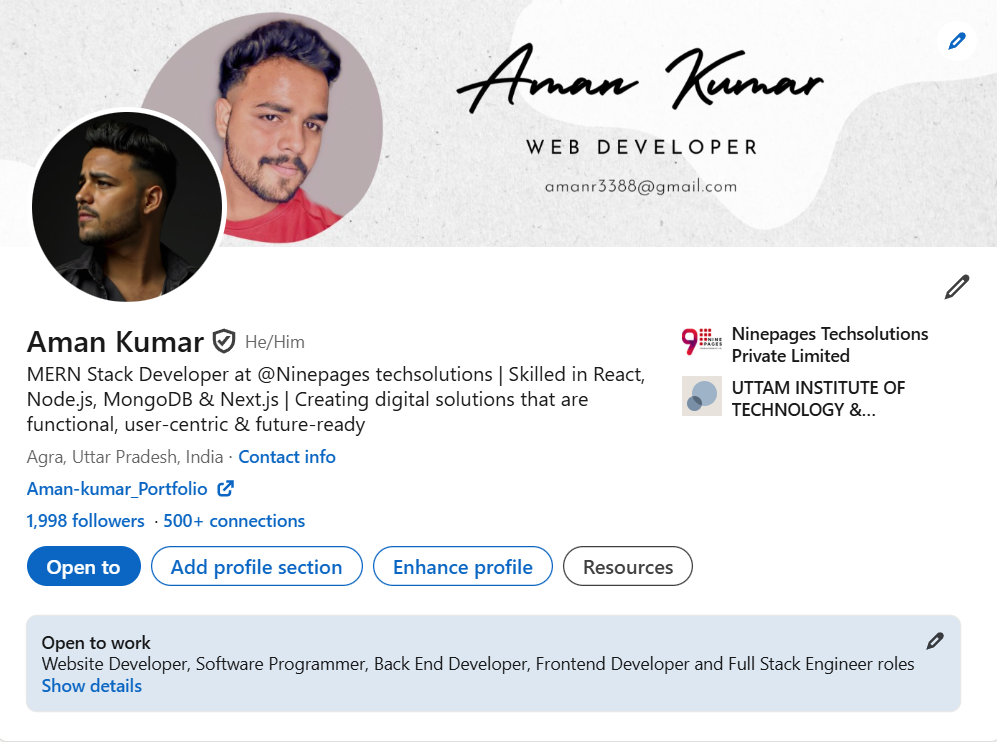 Aman Kumar
WEB DEVELOPER
amanr3388@gmail.com
Aman Kumar He/Him
MERN Stack Developer at @Ninepages techsolutions | Skilled in React,
Node.js, MongoDB & Next.js | Creating digital solutions that are
functional, user-centric & future-ready
Agra, Uttar Pradesh, India · Contact info
Aman-kumar_Portfolio
1,998 followers · 500+ connections
9 NINE
PAGES
Ninepages Techsolutions
Private Limited
UTTAM INSTITUTE OF
TECHNOLOGY &...
Open to
Add profile section
Enhance profile
Resources
Open to work
Website Developer, Software Programmer, Back End Developer, Frontend Developer and Full Stack Engineer roles
Show details